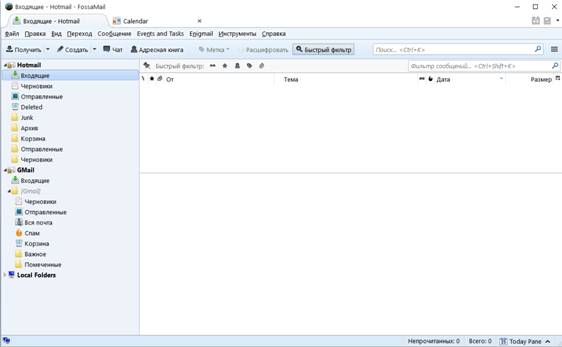 Входящие - Hotmail - FossaMail
Входящие - Hotmail
Calendar
Файл Правка Вид Переход Сообщение Events and Tasks Enigmail Инструменты Справка
Получить Создать Чат Адресная книга Метка Расшифровать Быстрый фильтр Поиск... <Ctrl+K>
Hotmail
Входящие
Черновики
Отправленные
Deleted
Junk
Архив
Корзина
Отправленные
Черновики
GMail
Входящие
[Gmail]
Черновики
Отправленные
Вся почта
Спам
Корзина
Важное
Помеченные
Local Folders
Быстрый фильтр: Фильтр сообщений... <Ctrl+Shift+K>
От Тема Дата Размер
Непрочитанных: 0 Всего: 0 Today Pane